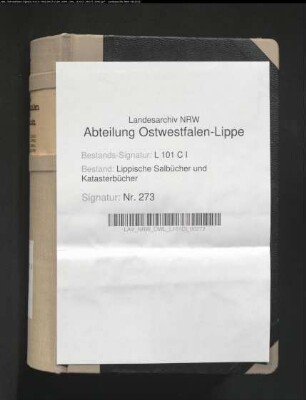 Landesarchiv NRW
Abteilung Ostwestfalen-Lippe
Bestands-Signatur: L 101 C I
Bestand: Lippische Salbücher und
Katasterbücher
Signatur: Nr. 273